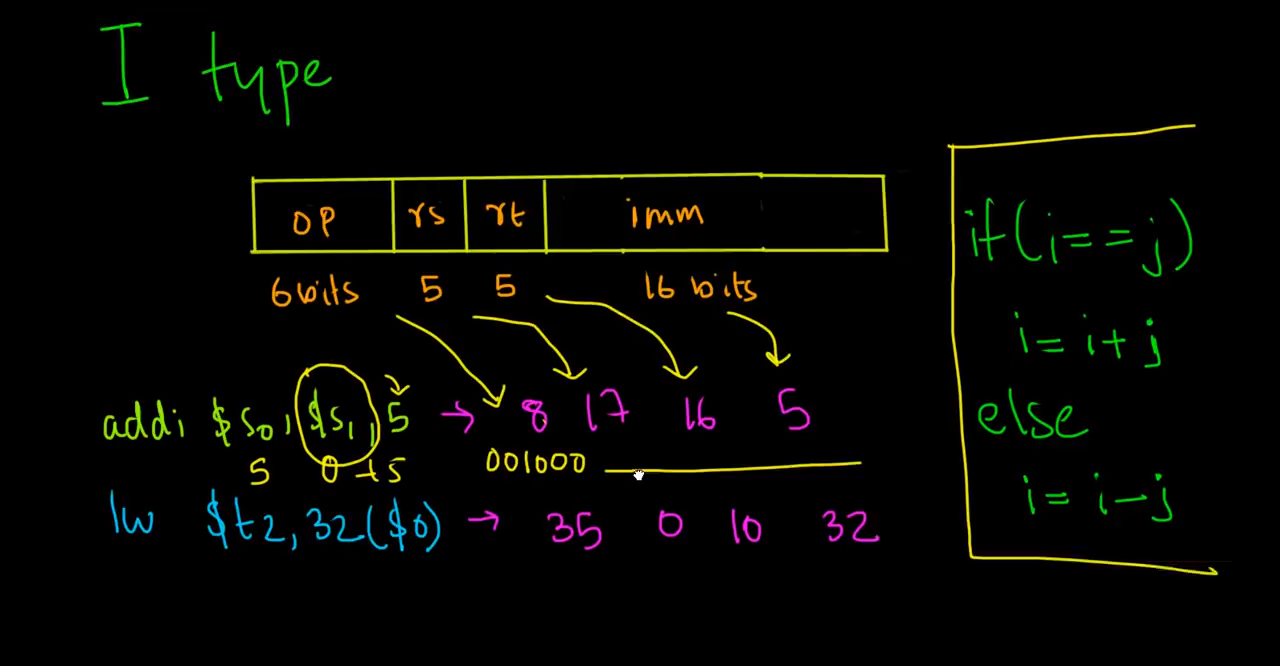 I type
OP rs rt imm
6 bits 5 5 16 bits
addi $s0, $s1, 5 → 8 17 16 5
5 0 + 5 001000
lw $t2, 32($0) → 35 0 10 32
if(i==j)
i = i + j
else
i = i - j